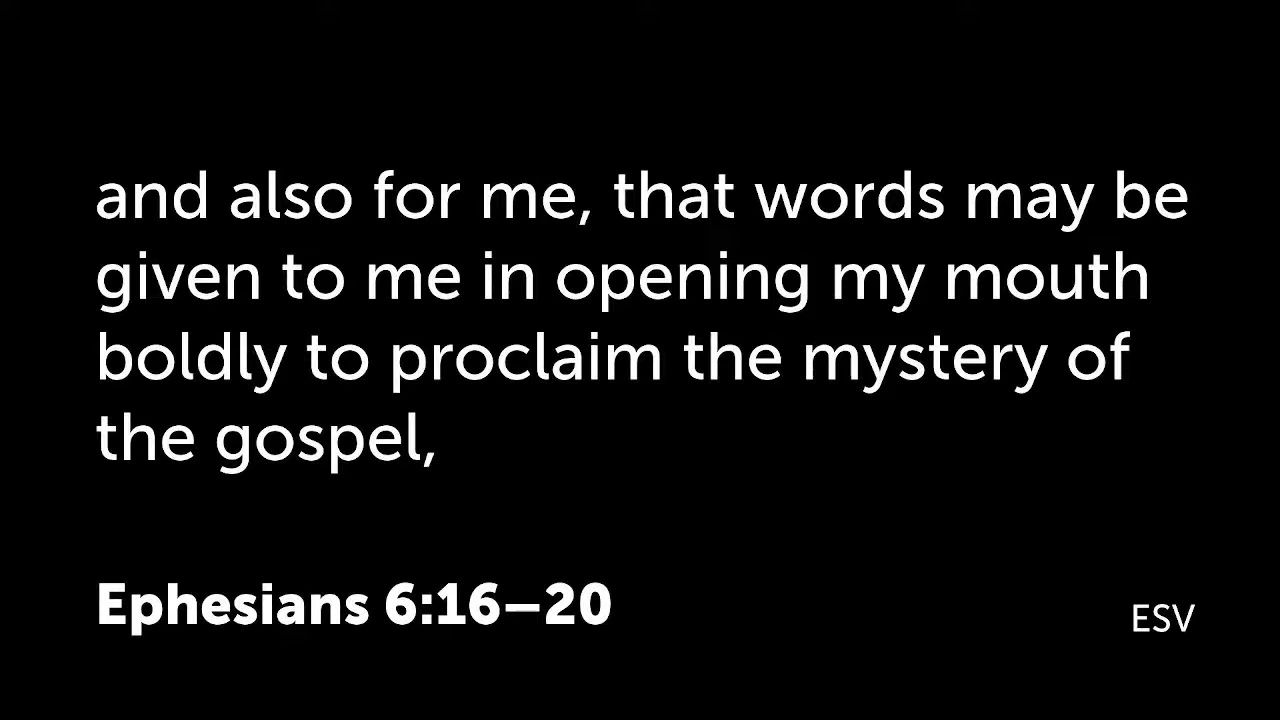 and also for me, that words may be
given to me in opening my mouth
boldly to proclaim the mystery of
the gospel,
Ephesians 6:16–20
ESV